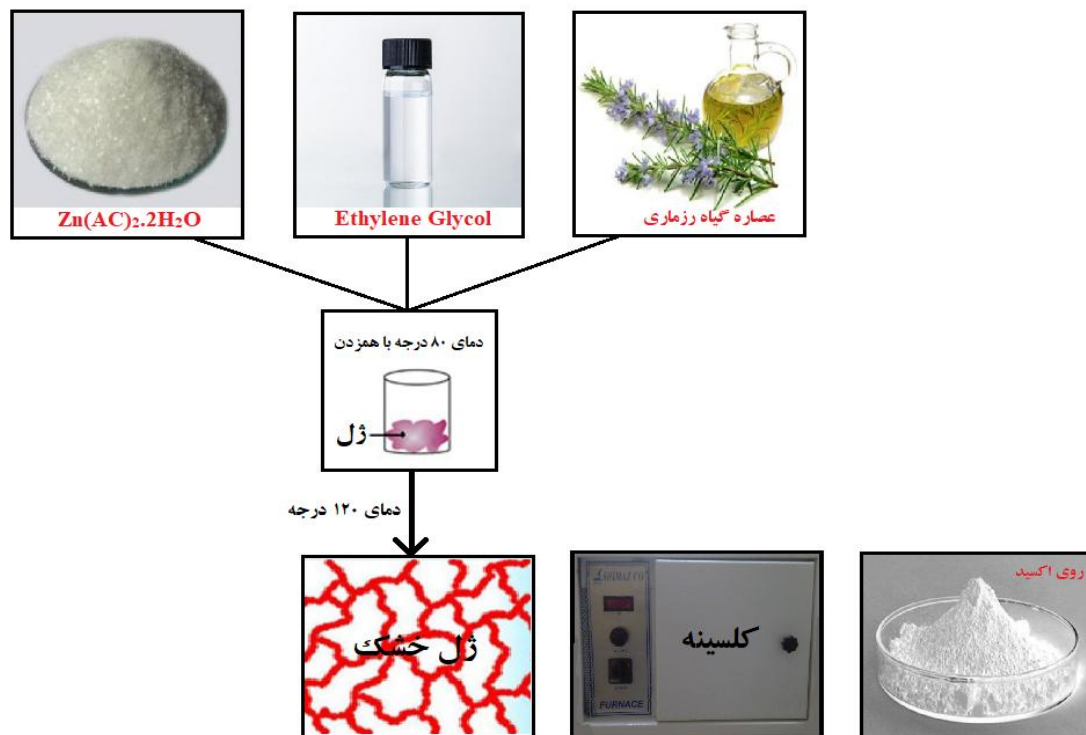 Zn(AC)₂.2H₂O
Ethylene Glycol
عصاره گیاه رزماری
دمای ۸۰ درجه با همزدن
ژل
دمای ۱۲۰ درجه
ژل خشک
کلسینه
FURNACE
روی اکسید